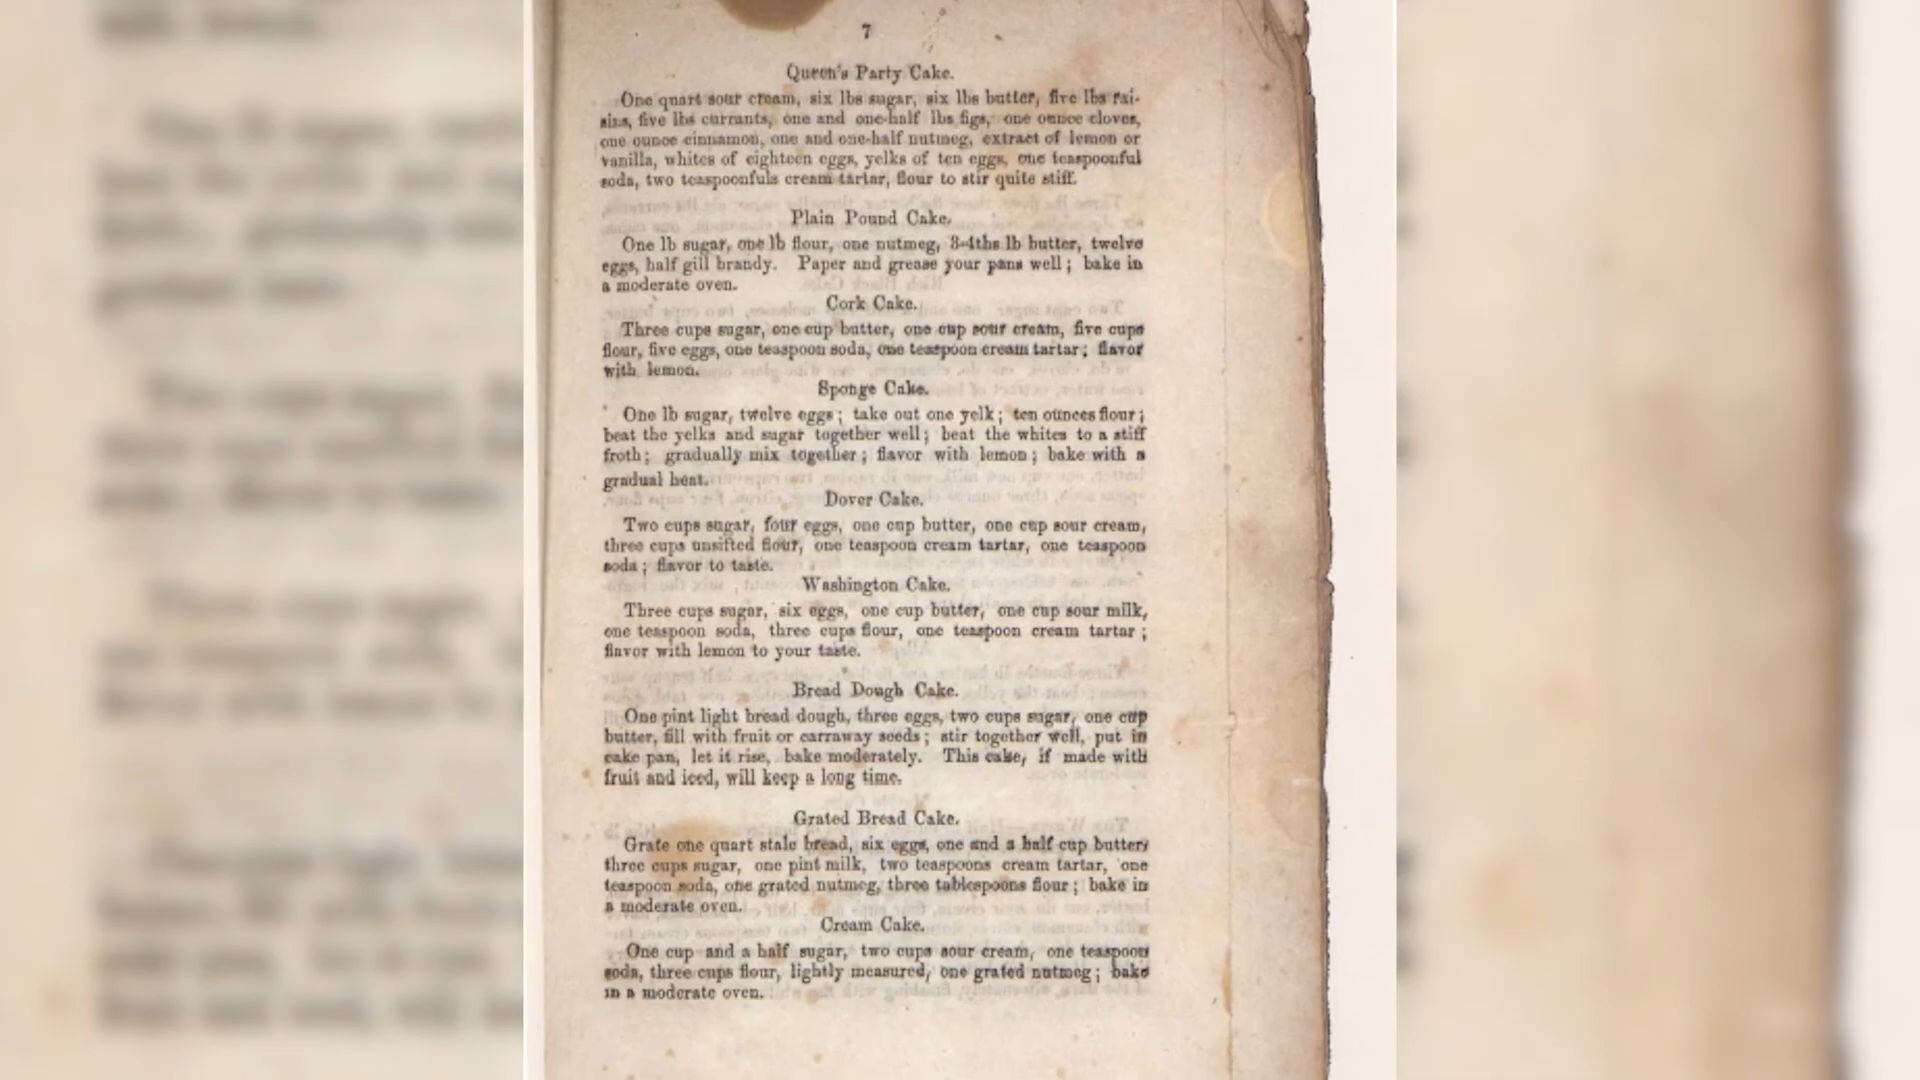 7
Queen's Party Cake.
One quart sour cream, six lbs sugar, six lbs butter, five lbs rai-
sins, five lbs currants, one and one-half lbs figs, one ounce cloves,
one ounce cinnamon, one and one-half nutmeg, extract of lemon or
vanilla, whites of eighteen eggs, yelks of ten eggs, one teaspoonful
soda, two teaspoonfuls cream tartar, flour to stir quite stiff.
Plain Pound Cake.
One lb sugar, one lb flour, one nutmeg, 3-4ths lb butter, twelve
eggs, half gill brandy. Paper and grease your pans well; bake in
a moderate oven.
Cork Cake.
Three cups sugar, one cup butter, one cup sour cream, five cups
flour, five eggs, one teaspoon soda, one teaspoon cream tartar; flavor
with lemon.
Sponge Cake.
One lb sugar, twelve eggs; take out one yelk; ten ounces flour;
beat the yelks and sugar together well; beat the whites to a stiff
froth; gradually mix together; flavor with lemon; bake with a
gradual heat.
Dover Cake.
Two cups sugar, four eggs, one cup butter, one cup sour cream,
three cups unsifted flour, one teaspoon cream tartar, one teaspoon
soda; flavor to taste.
Washington Cake.
Three cups sugar, six eggs, one cup butter, one cup sour milk,
one teaspoon soda, three cups flour, one teaspoon cream tartar;
flavor with lemon to your taste.
Bread Dough Cake.
One pint light bread dough, three eggs, two cups sugar, one cup
butter, fill with fruit or carraway seeds; stir together well, put in
cake pan, let it rise, bake moderately. This cake, if made with
fruit and iced, will keep a long time.
Grated Bread Cake.
Grate one quart stale bread, six eggs, one and a half cup butter,
three cups sugar, one pint milk, two teaspoons cream tartar, one
teaspoon soda, one grated nutmeg, three tablespoons flour; bake in
a moderate oven.
Cream Cake.
One cup and a half sugar, two cups sour cream, one teaspoon
soda, three cups flour, lightly measured, one grated nutmeg; bake
in a moderate oven.